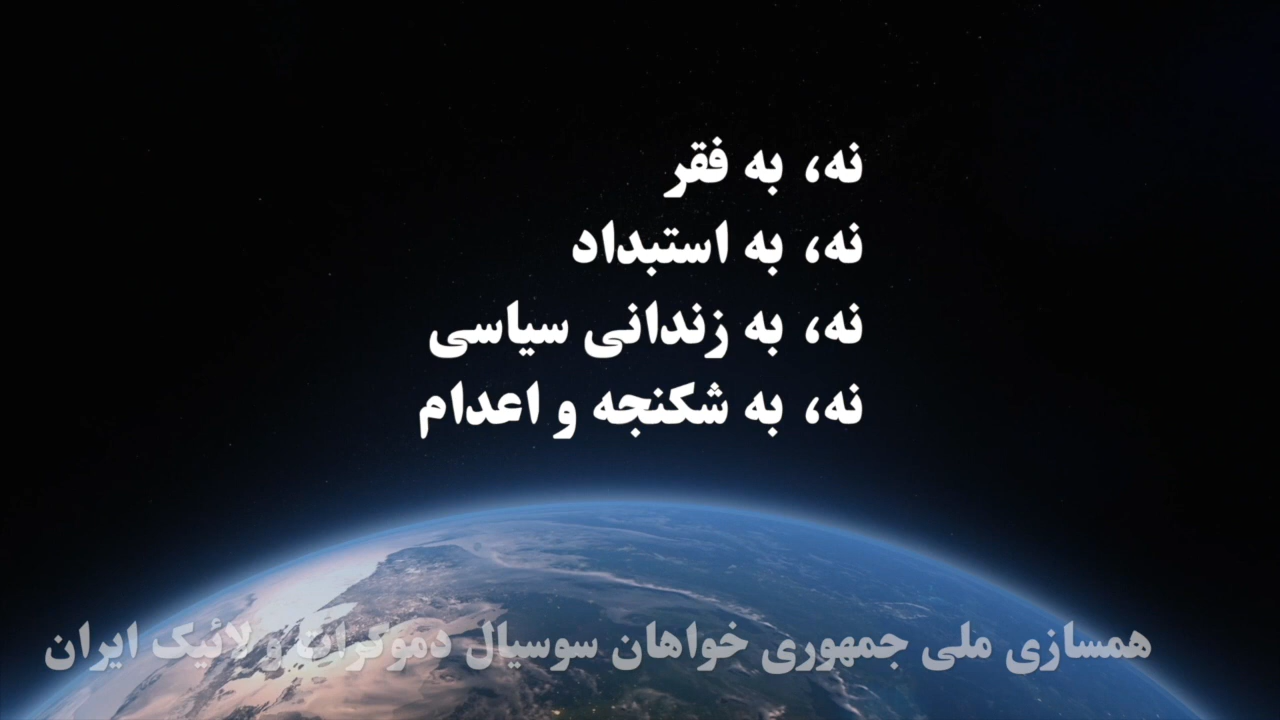 نه، به فقر
نه، به استبداد
نه، به زندانی سیاسی
نه، به شکنجه و اعدام
همسازی ملی جمهوری خواهان سوسیال دموکرات و لائیک ایران